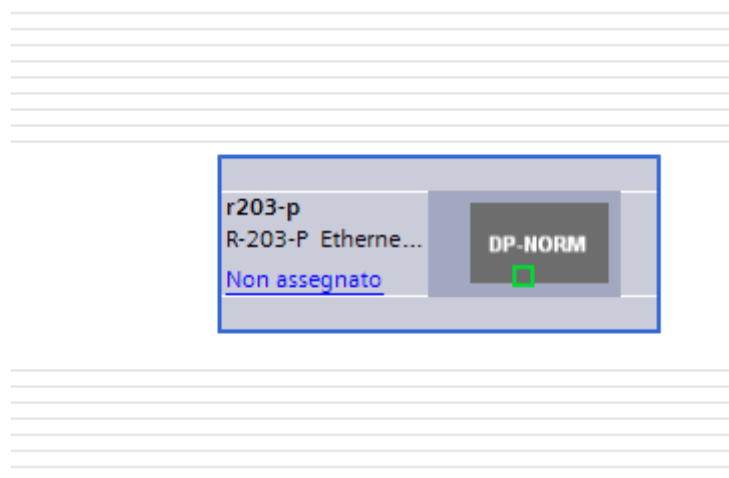 r203-p
R-203-P Etherne...
DP-NORM
Non assegnato